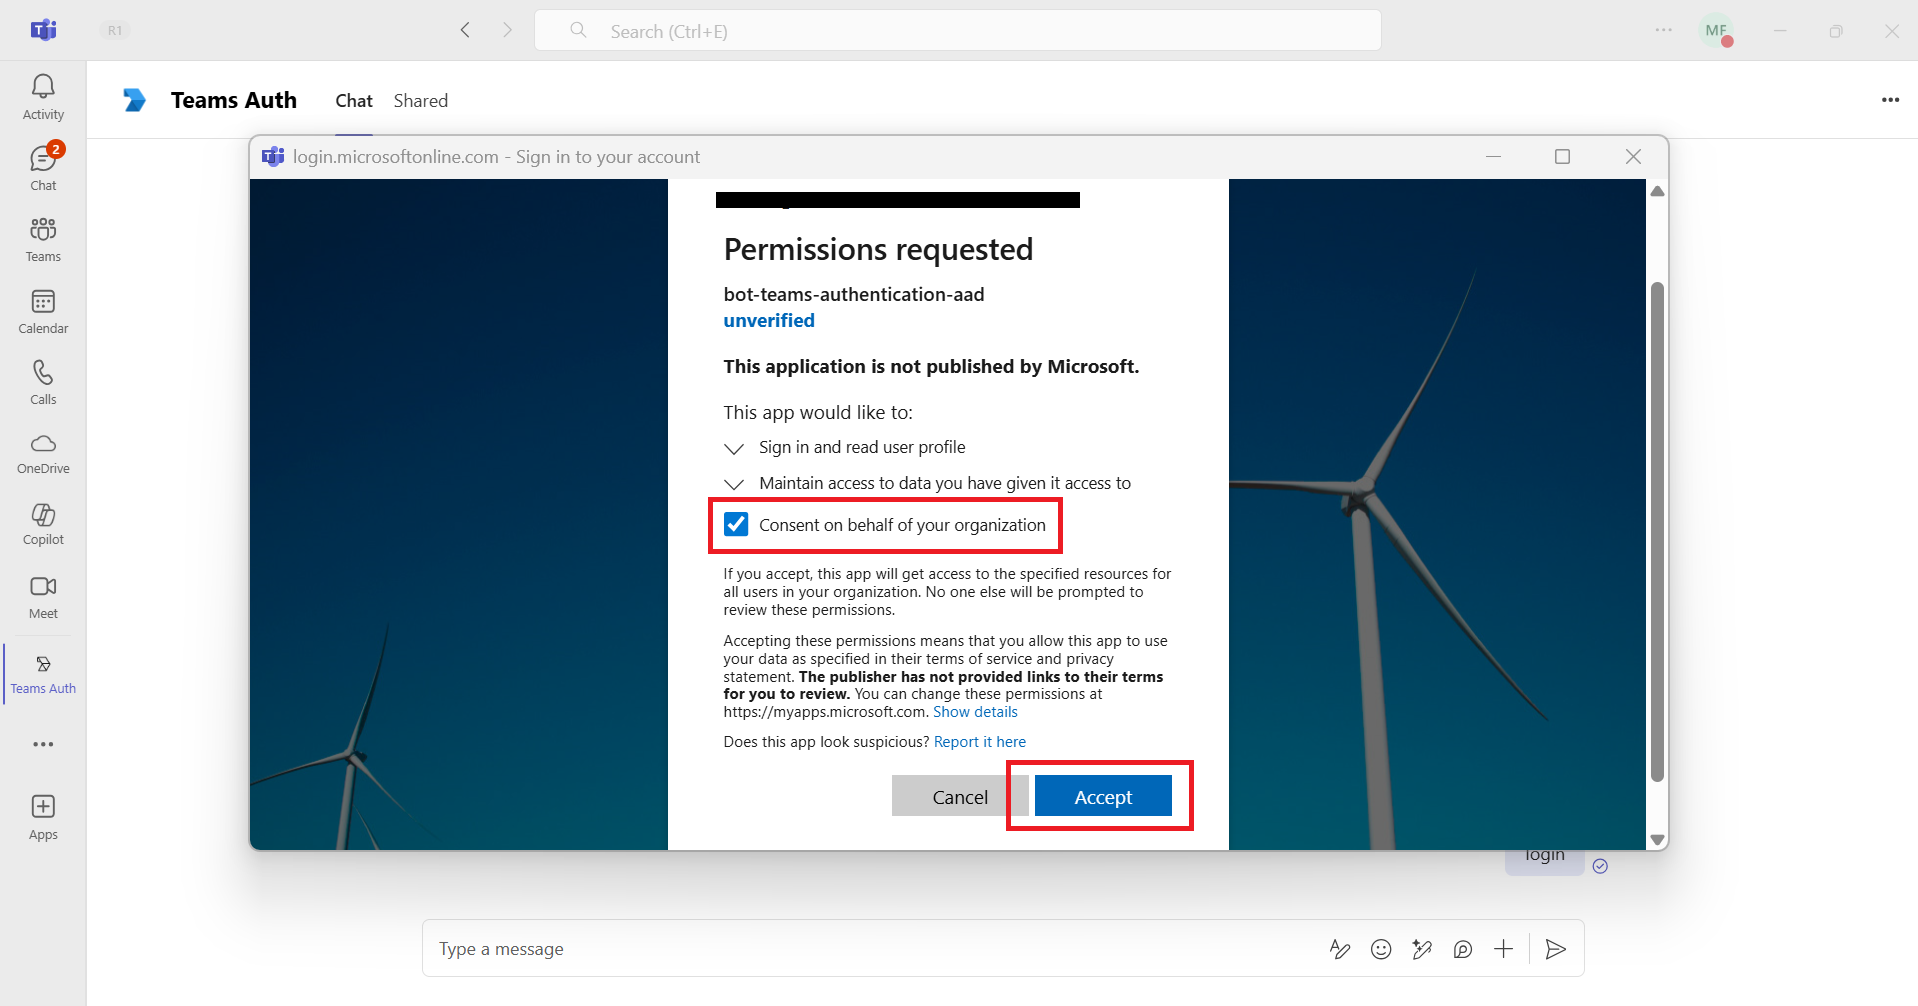 R1
Search (Ctrl+E)
MF
Activity
2
Chat
Teams
Calendar
Calls
OneDrive
Copilot
Meet
Teams Auth
Apps
Teams Auth
Chat
Shared
login.microsoftonline.com - Sign in to your account
Permissions requested
bot-teams-authentication-aad
unverified
This application is not published by Microsoft.
This app would like to:
Sign in and read user profile
Maintain access to data you have given it access to
Consent on behalf of your organization
If you accept, this app will get access to the specified resources for
all users in your organization. No one else will be prompted to
review these permissions.
Accepting these permissions means that you allow this app to use
your data as specified in their terms of service and privacy
statement. The publisher has not provided links to their terms
for you to review. You can change these permissions at
https://myapps.microsoft.com. Show details
Does this app look suspicious? Report it here
Cancel
Accept
login
Type a message